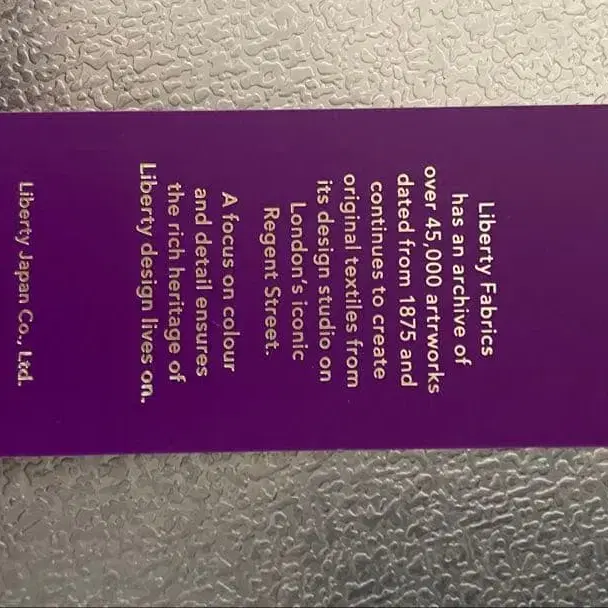 Liberty Fabrics
has an archive of
over 45,000 artrworks
dated from 1875 and
continues to create
original textiles from
its design studio on
London's iconic
Regent Street.
A focus on colour
and detail ensures
the rich heritage of
Liberty design lives on.
Liberty Japan Co., Ltd.